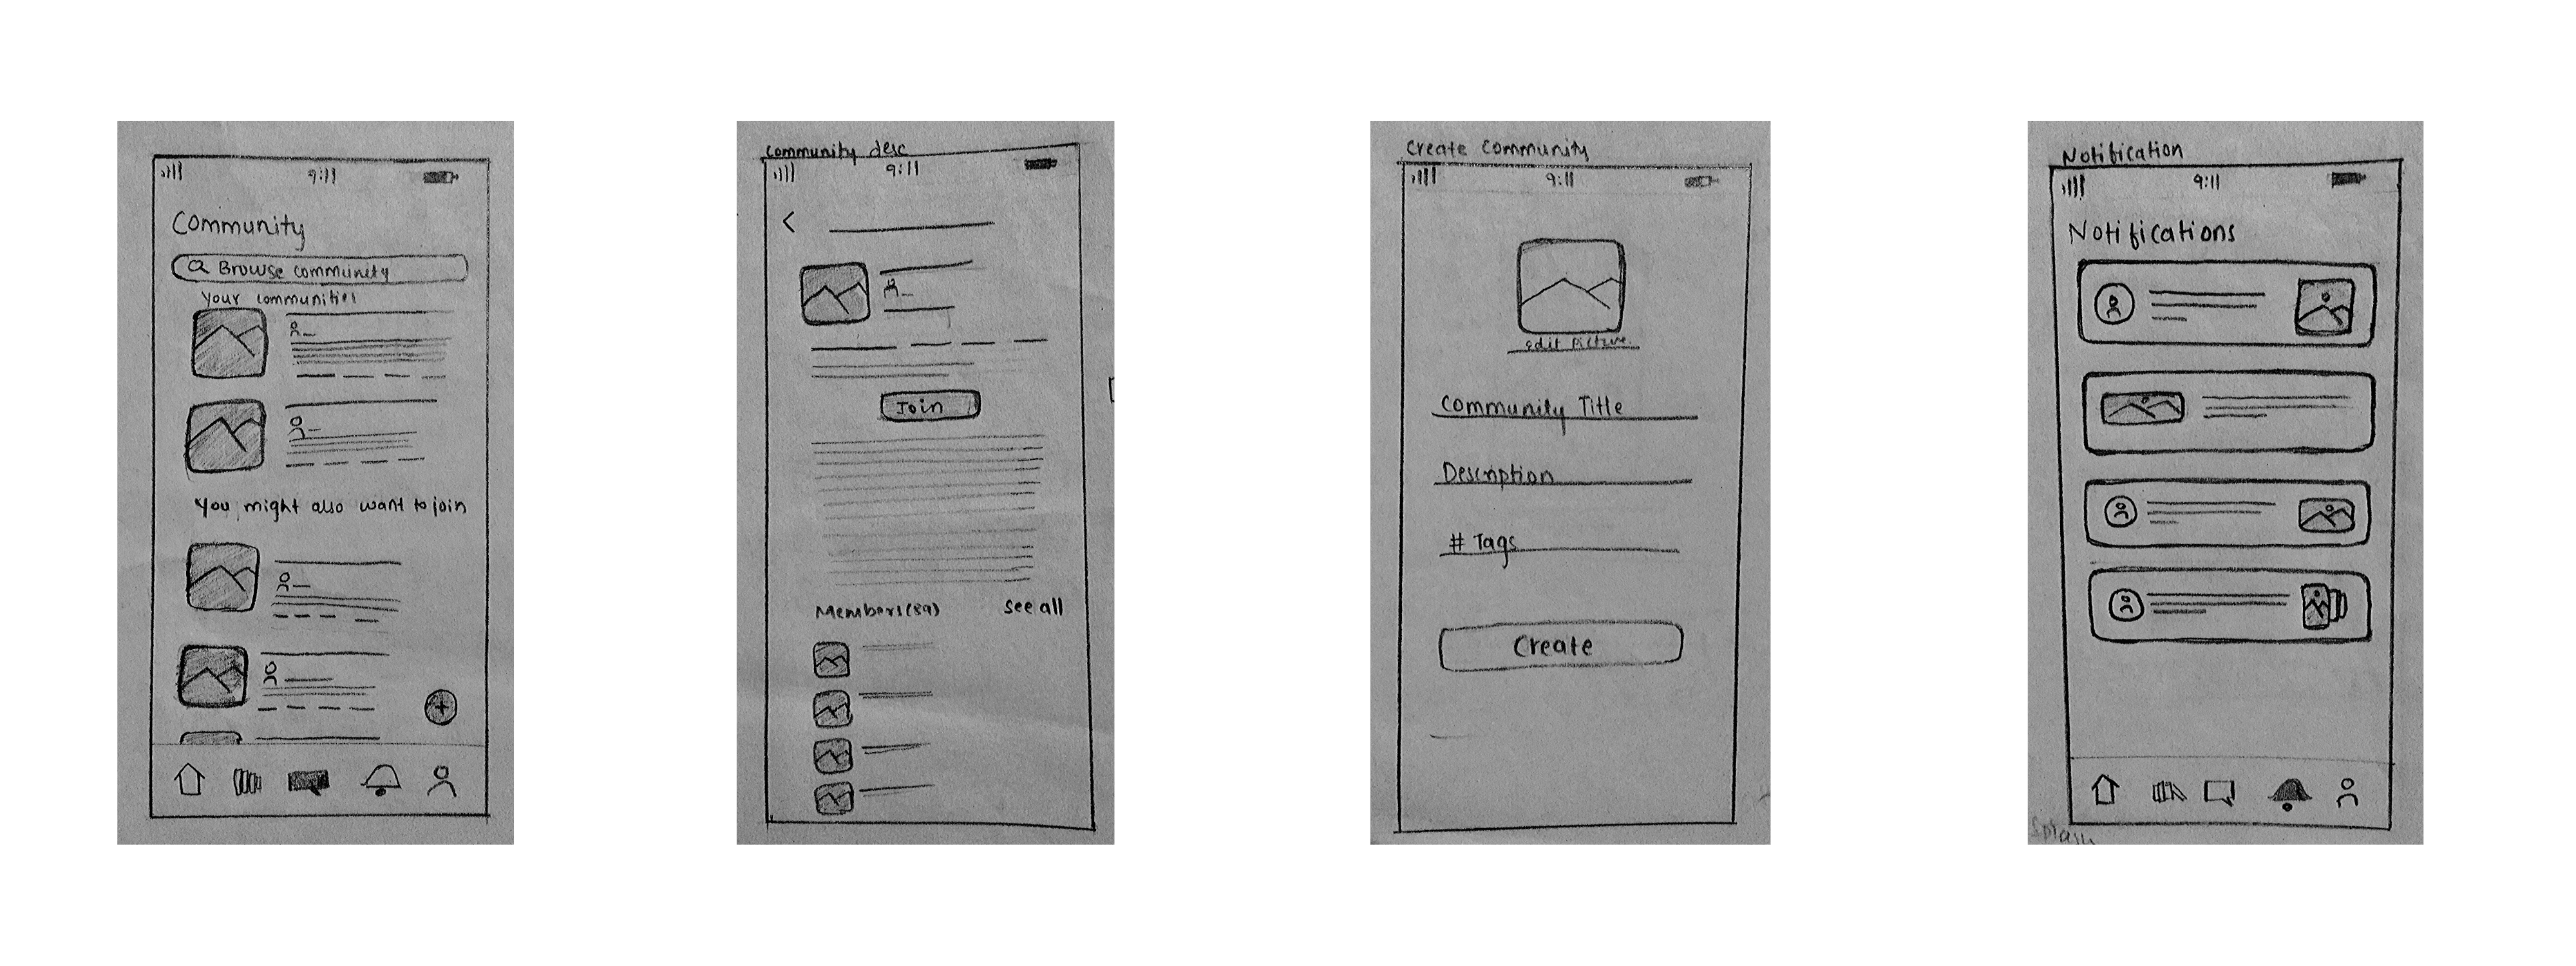 9:11
Community
Browse community
Your communities
You might also want to join
Community desc
9:11
Join
Members(89)
See all
Create Community
9:11
edit Picture
Community Title
Description
# Tags
Create
Notification
9:11
Notifications
Splash